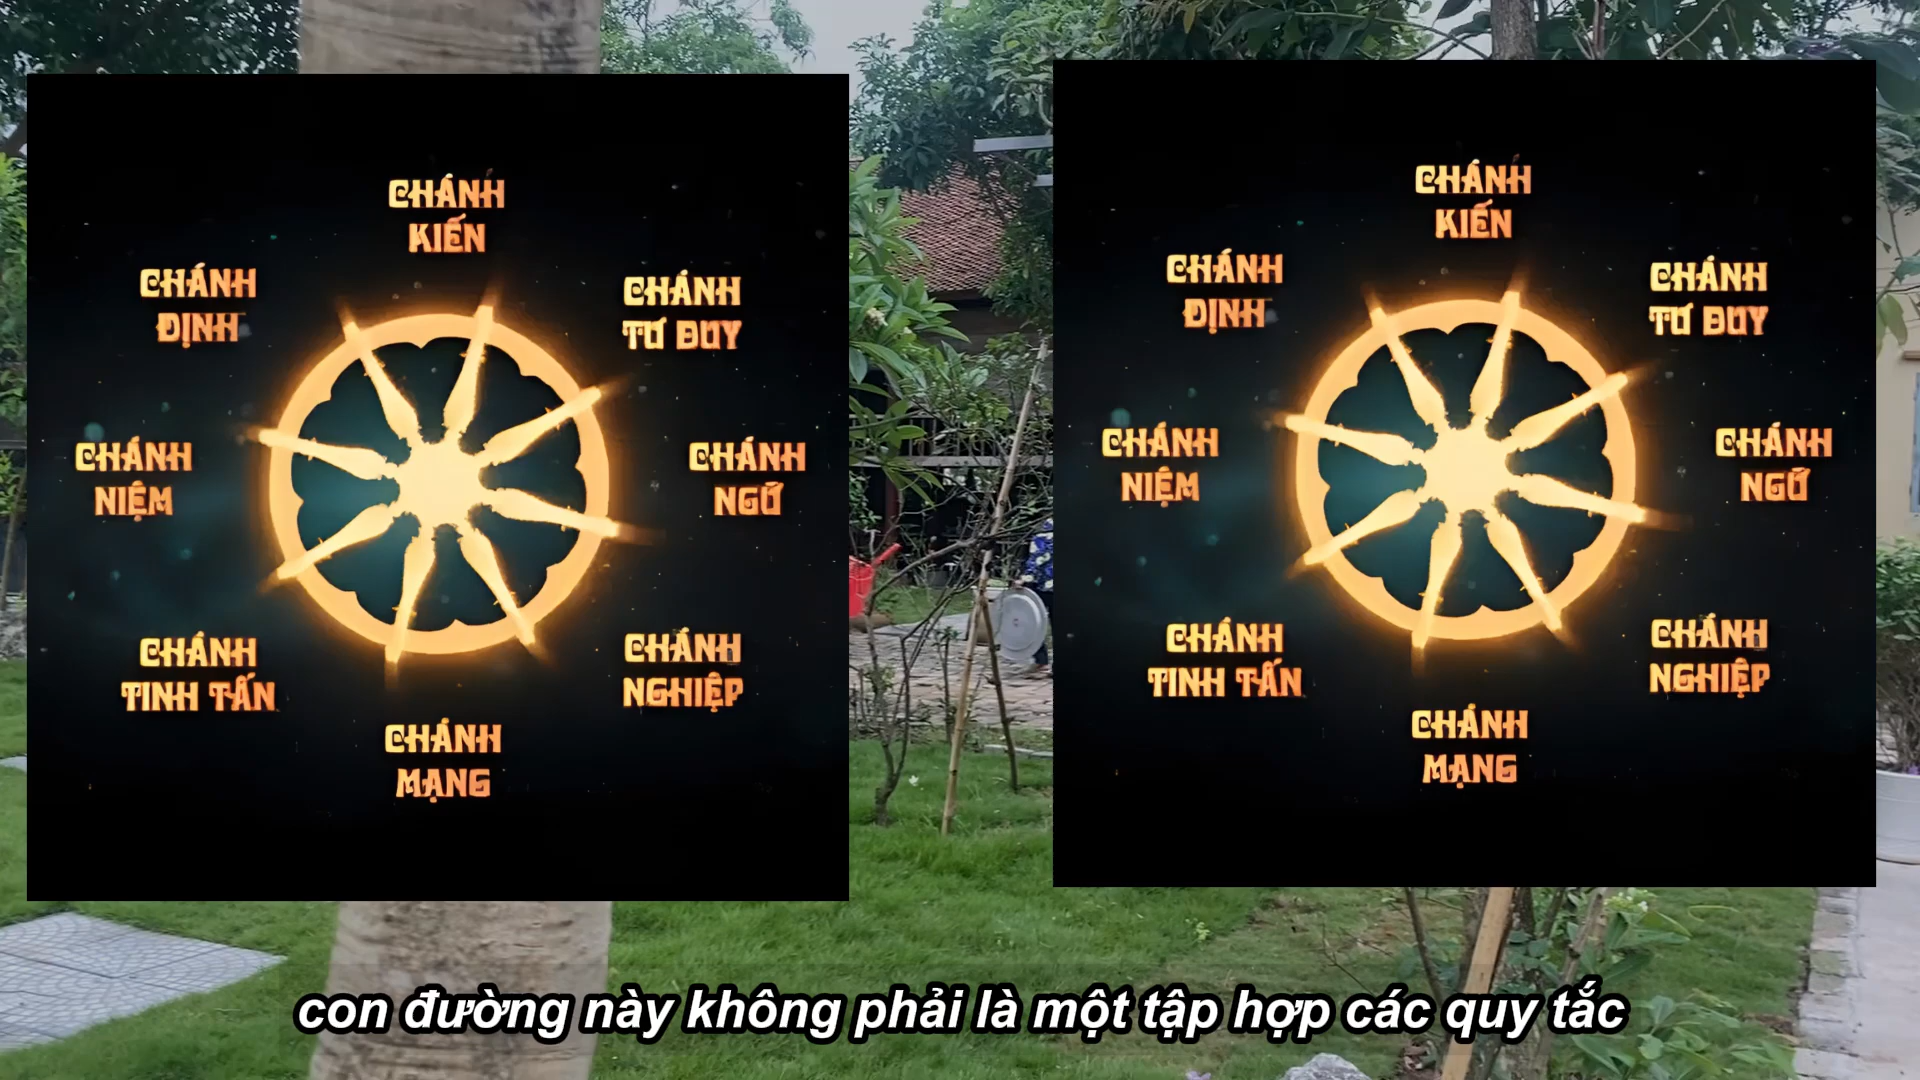 CHÁNH
KIẾN
CHÁNH
TƯ DUY
CHÁNH
NGỮ
CHÁNH
NGHIỆP
CHÁNH
MẠNG
CHÁNH
TINH TẤN
CHÁNH
NIỆM
CHÁNH
ĐỊNH
CHÁNH
KIẾN
CHÁNH
TƯ DUY
CHÁNH
NGỮ
CHÁNH
NGHIỆP
CHÁNH
MẠNG
CHÁNH
TINH TẤN
CHÁNH
NIỆM
CHÁNH
ĐỊNH
con đường này không phải là một tập hợp các quy tắc